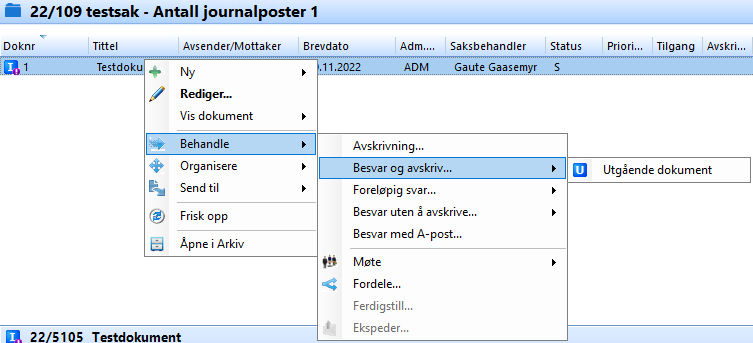 22/109 testsak - Antall journalposter 1
Doknr Tittel Avsender/Mottaker Brevdato Adm.... Saksbehandler Status Priori... Tilgang Avskri...
I 1 Testdoku .11.2022 ADM Gaute Gaasemyr S
Ny
Rediger...
Vis dokument
Behandle
Organisere
Send til
Frisk opp
Åpne i Arkiv
Avskrivning...
Besvar og avskriv...
Foreløpig svar...
Besvar uten å avskrive...
Besvar med A-post...
Møte
Fordele...
Ferdigstill...
Ekspeder...
U Utgående dokument
I 22/5105 Testdokument